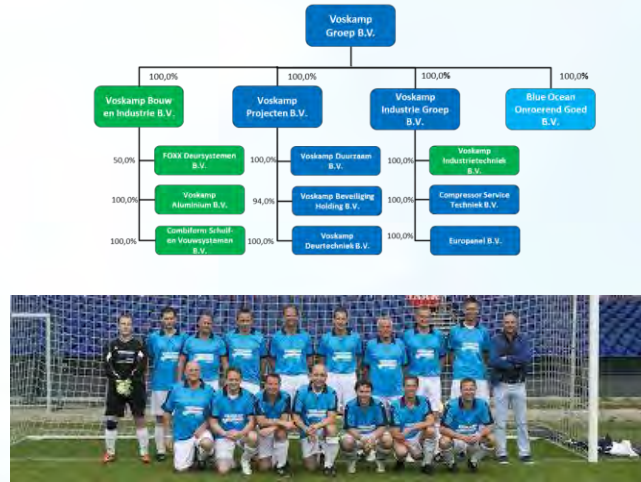 Voskamp
Groep B.V.
100,0%
100,0%
100,0%
100,0%
Voskamp Bouw
en Industrie B.V.
Voskamp
Projecten B.V.
Voskamp
Industrie Groep
B.V.
Blue Ocean
Onroerend Goed
B.V.
50,0%
FOXX Deursystemen
B.V.
100,0%
Voskamp Duurzaam
B.V.
100,0%
Voskamp
Industrietechniek
B.V.
100,0%
Voskamp
Aluminium B.V.
94,0%
Voskamp Beveiliging
Holding B.V.
100,0%
Compressor Service
Techniek B.V.
100,0%
Combiform Schuif-
en Vouwsystemen
B.V.
100,0%
Voskamp
Deurtechniek B.V.
100,0%
Europanel B.V.